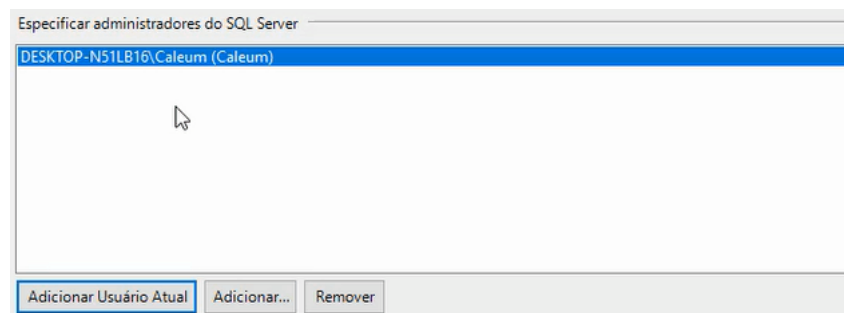 Especificar administradores do SQL Server
DESKTOP-N51LB16\Caleum (Caleum)
Adicionar Usuário Atual Adicionar... Remover